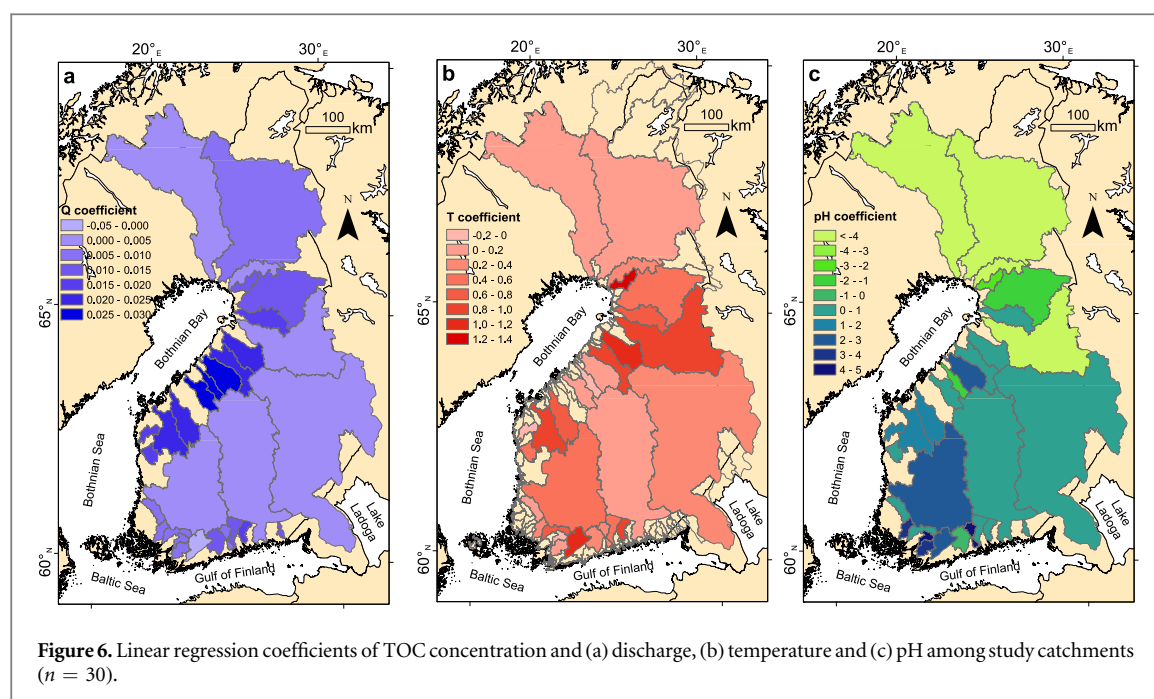 20° E
30° E
20° E
30° E
20° E
30° E
a
100
km
N
Q coefficient
-0.05 - 0.000
0.000 - 0.005
0.005 - 0.010
0.010 - 0.015
0.015 - 0.020
0.020 - 0.025
0.025 - 0.030
65° N
60° N
Bothnian Bay
Bothnian Sea
Lake Ladoga
Baltic Sea
Gulf of Finland
b
100
km
N
T coefficient
-0.2 - 0
0 - 0.2
0.2 - 0.4
0.4 - 0.6
0.6 - 0.8
0.8 - 1.0
1.0 - 1.2
1.2 - 1.4
65° N
60° N
Bothnian Bay
Bothnian Sea
Lake Ladoga
Baltic Sea
Gulf of Finland
c
100
km
N
pH coefficient
< -4
-4 - -3
-3 - -2
-2 - -1
-1 - 0
0 - 1
1 - 2
2 - 3
3 - 4
4 - 5
65° N
60° N
Bothnian Bay
Bothnian Sea
Lake Ladoga
Baltic Sea
Gulf of Finland
Figure 6. Linear regression coefficients of TOC concentration and (a) discharge, (b) temperature and (c) pH among study catchments
(n = 30).